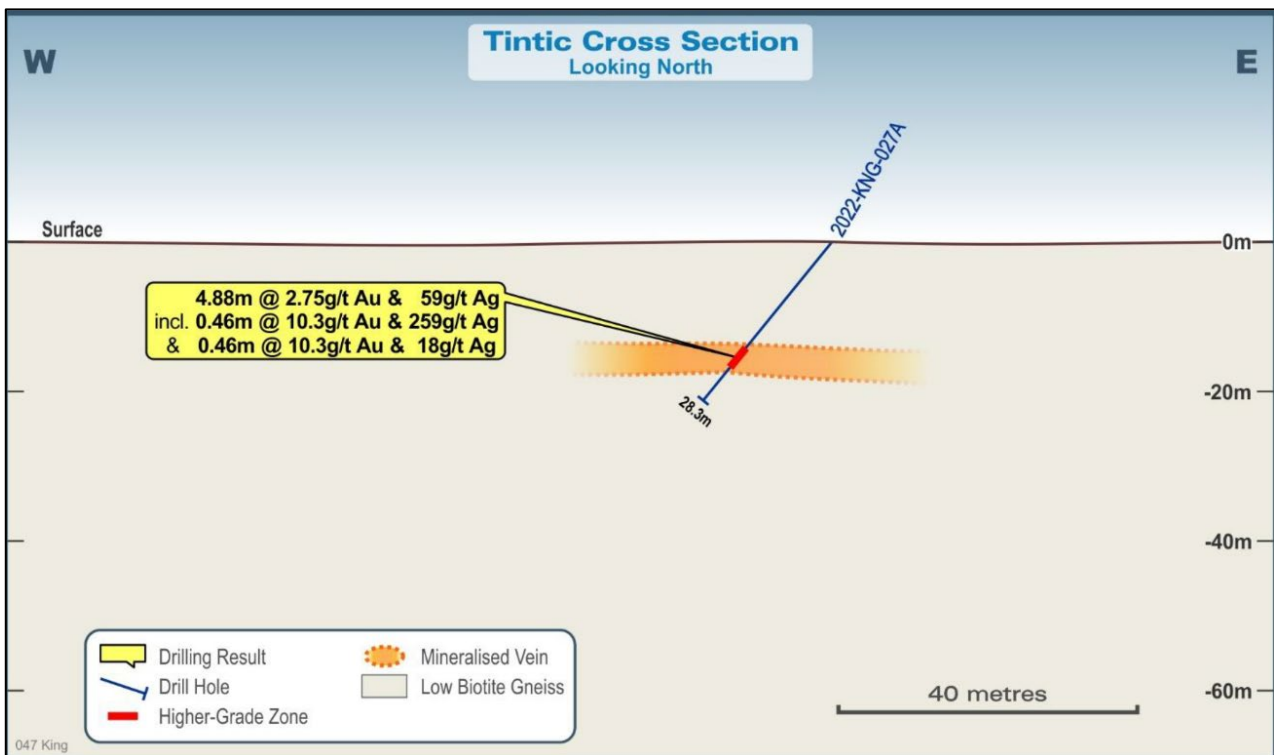 Tintic Cross Section
Looking North
W
E
2022-KNG-027A
Surface
0m
4.88m @ 2.75g/t Au & 59g/t Ag
incl. 0.46m @ 10.3g/t Au & 259g/t Ag
& 0.46m @ 10.3g/t Au & 18g/t Ag
-20m
28.3m
-40m
Drilling Result
Mineralised Vein
Drill Hole
Low Biotite Gneiss
Higher-Grade Zone
40 metres
-60m
047 King